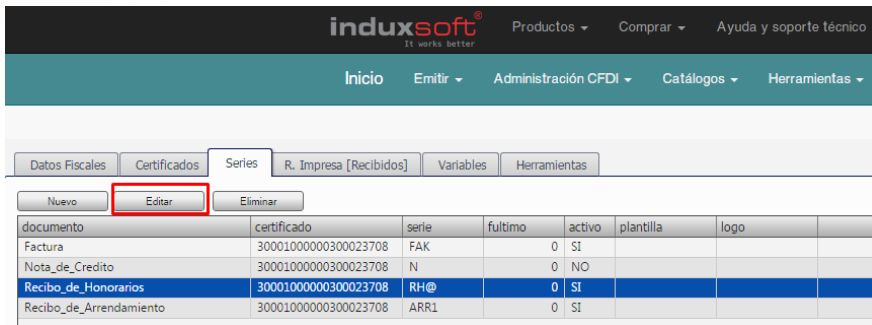 induxsoft®
It works better
Productos Comprar Ayuda y soporte técnico
Inicio Emitir Administración CFDI Catálogos Herramientas
Datos Fiscales Certificados Series R. Impresa [Recibidos] Variables Herramientas
Nuevo Editar Eliminar
documento certificado serie fultimo activo plantilla logo
Factura 30001000000300023708 FAK 0 SI
Nota_de_Credito 30001000000300023708 N 0 NO
Recibo_de_Honorarios 30001000000300023708 RH@ 0 SI
Recibo_de_Arrendamiento 30001000000300023708 ARR1 0 SI